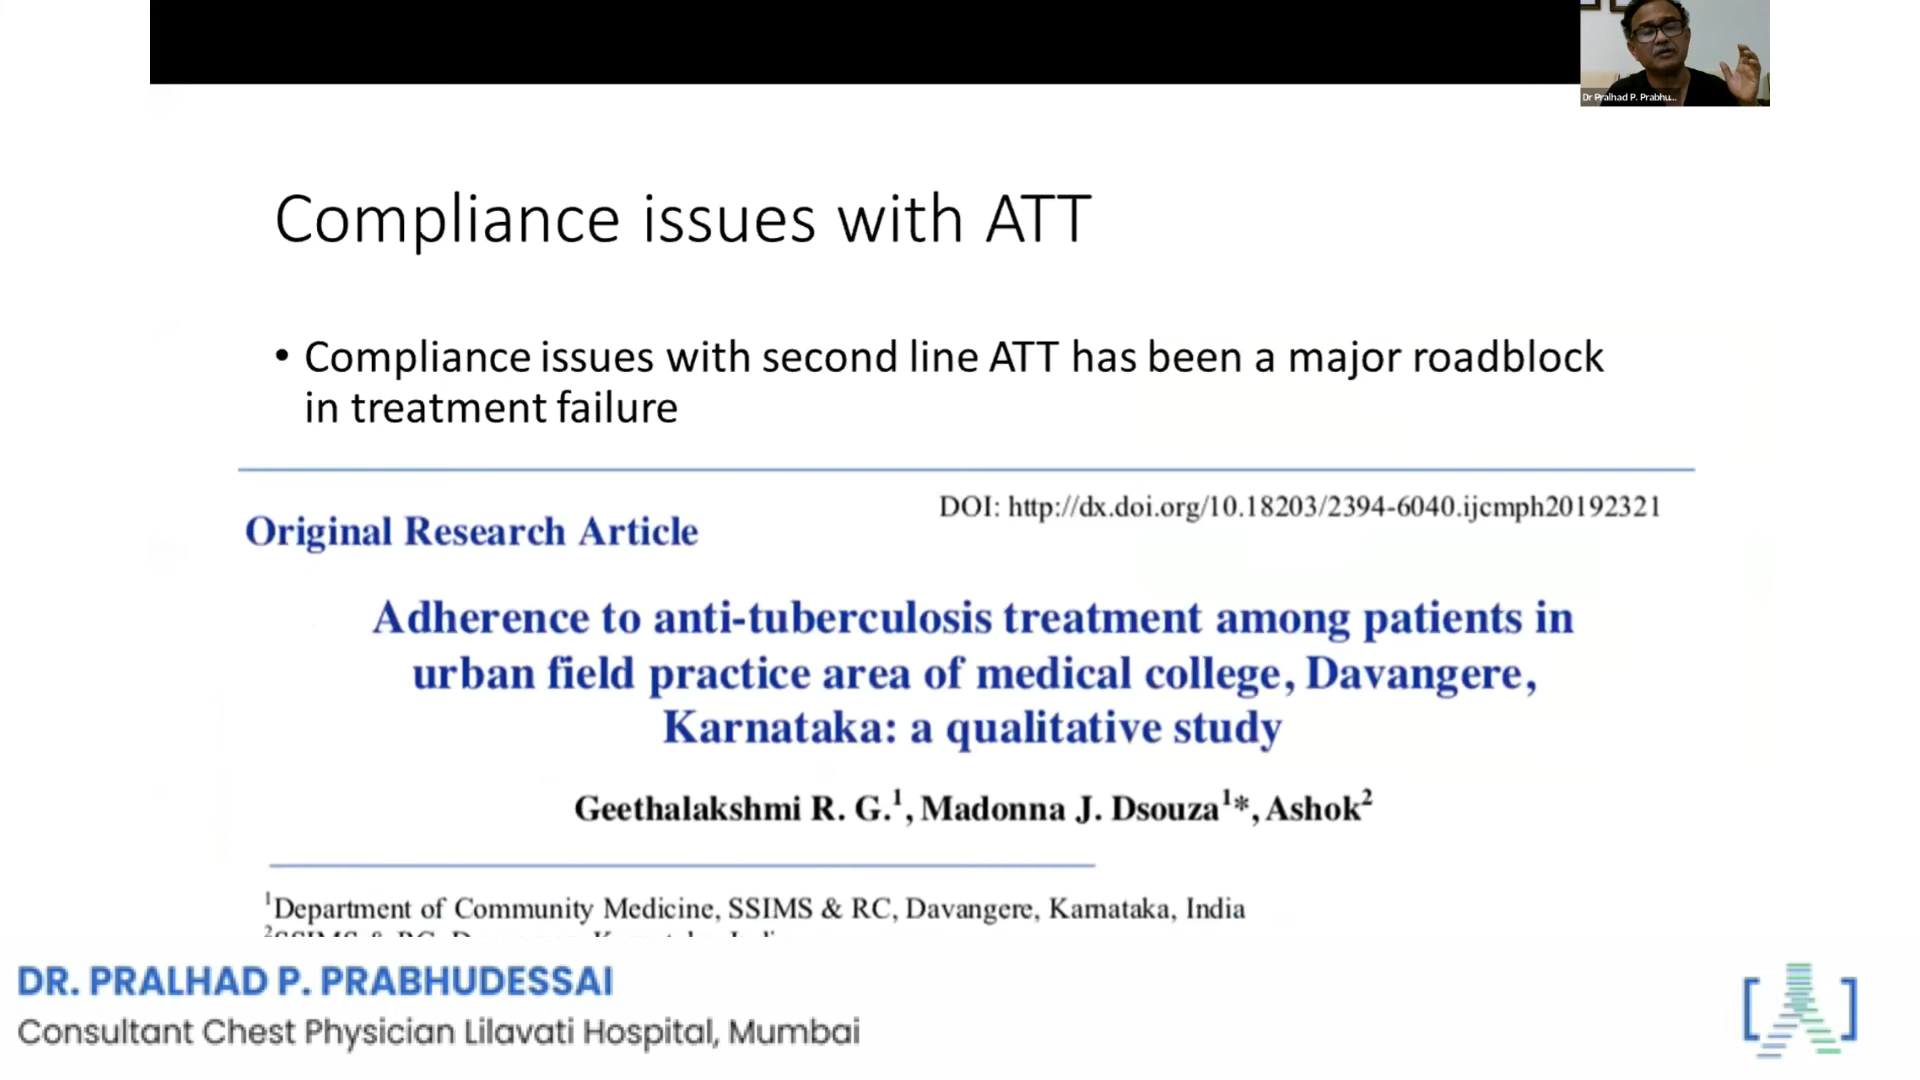 Dr Pralhad P. Prabhu...
Compliance issues with ATT
• Compliance issues with second line ATT has been a major roadblock
in treatment failure
DOI: http://dx.doi.org/10.18203/2394-6040.ijcmph20192321
Original Research Article
Adherence to anti-tuberculosis treatment among patients in
urban field practice area of medical college, Davangere,
Karnataka: a qualitative study
Geethalakshmi R. G.¹, Madonna J. Dsouza¹*, Ashok²
¹Department of Community Medicine, SSIMS & RC, Davangere, Karnataka, India
DR. PRALHAD P. PRABHUDESSAI
Consultant Chest Physician Lilavati Hospital, Mumbai